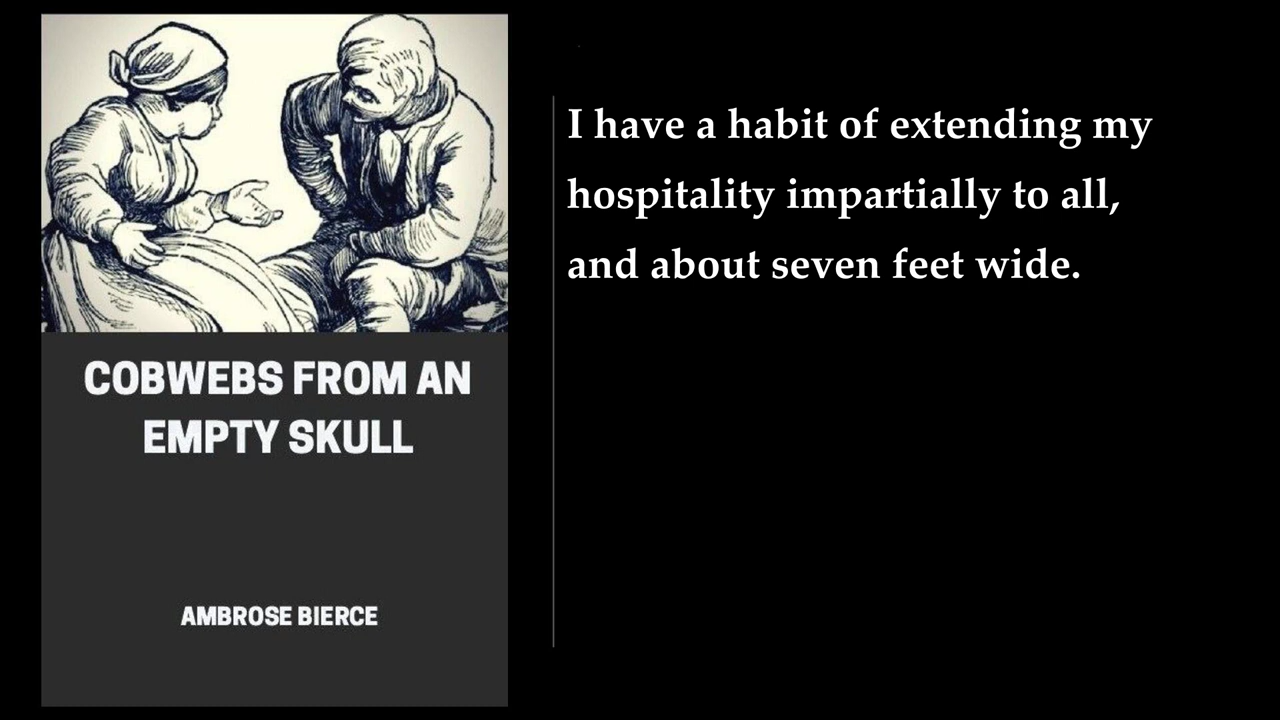 COBWEBS FROM AN
EMPTY SKULL
AMBROSE BIERCE
I have a habit of extending my
hospitality impartially to all,
and about seven feet wide.